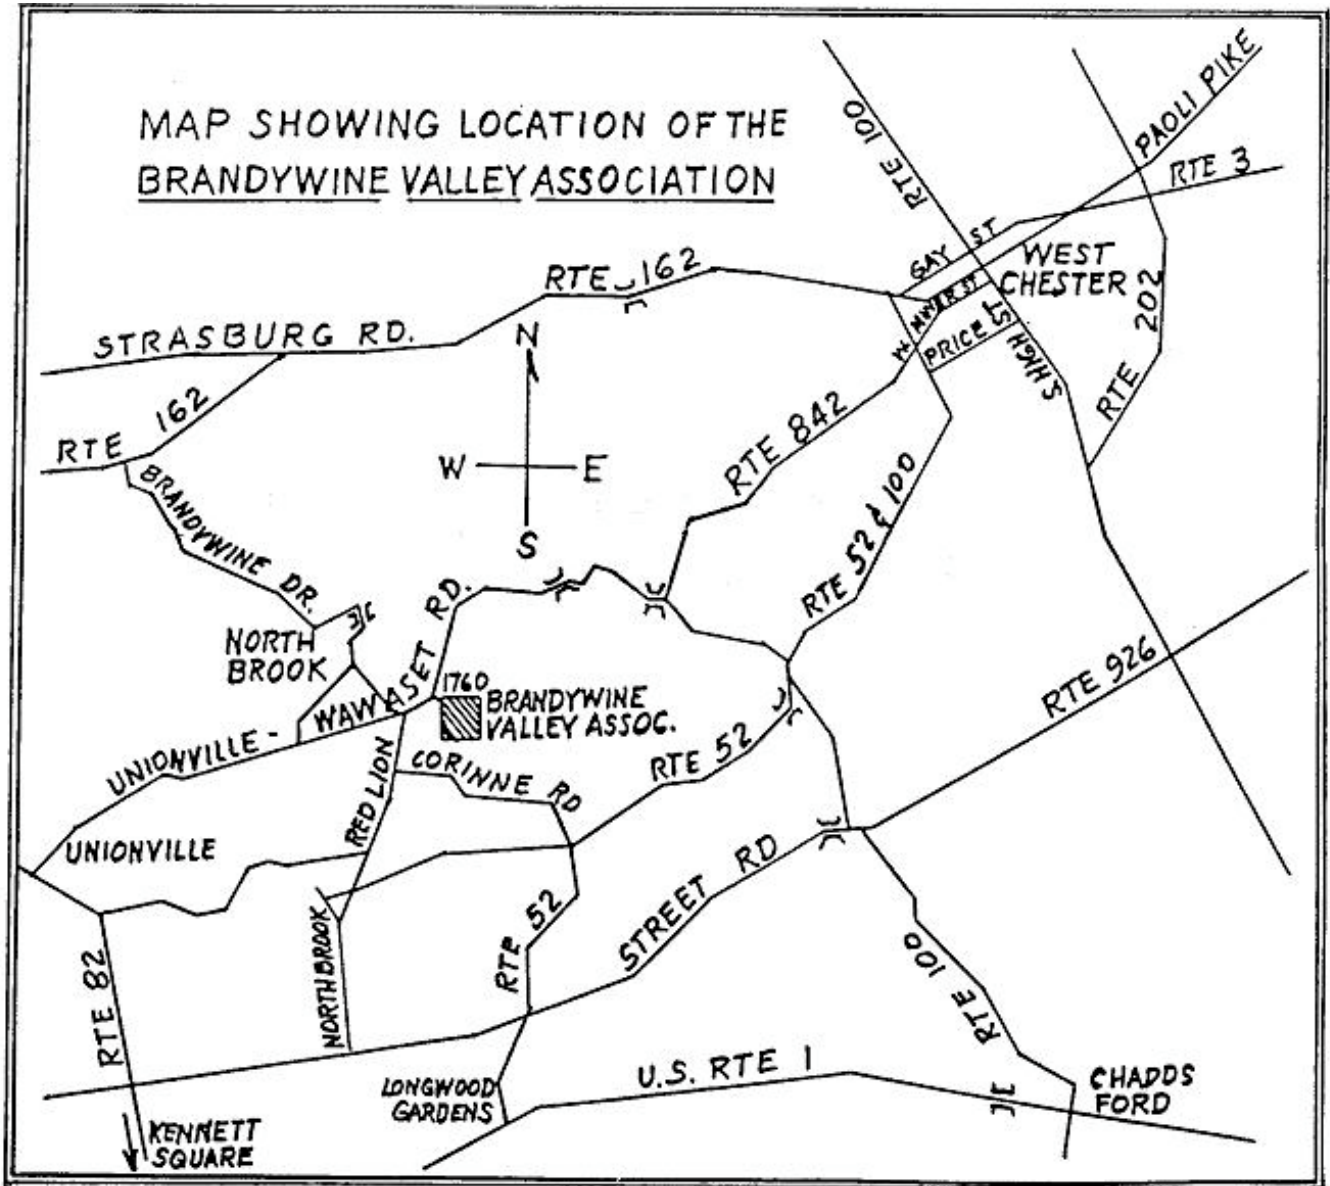 MAP SHOWING LOCATION OF THE
BRANDYWINE VALLEY ASSOCIATION
RTE 100
PAOLI PIKE
RTE 3
GAY ST
WEST
CHESTER
RTE 162
W. MINER ST
PRICE ST
S. HIGH
RTE 202
STRASBURG RD.
N
RTE 162
W
E
S
RTE 842
RTE 52 & 100
BRANDYWINE DR.
NORTH
BROOK
UNIONVILLE - WAWASET RD.
1760
BRANDYWINE
VALLEY ASSOC.
RTE 926
RTE 52
CORINNE RD
RED LION
UNIONVILLE
STREET RD
RTE 52
RTE 82
NORTHBROOK
RTE 100
U.S. RTE 1
LONGWOOD
GARDENS
CHADDS
FORD
KENNETT
SQUARE